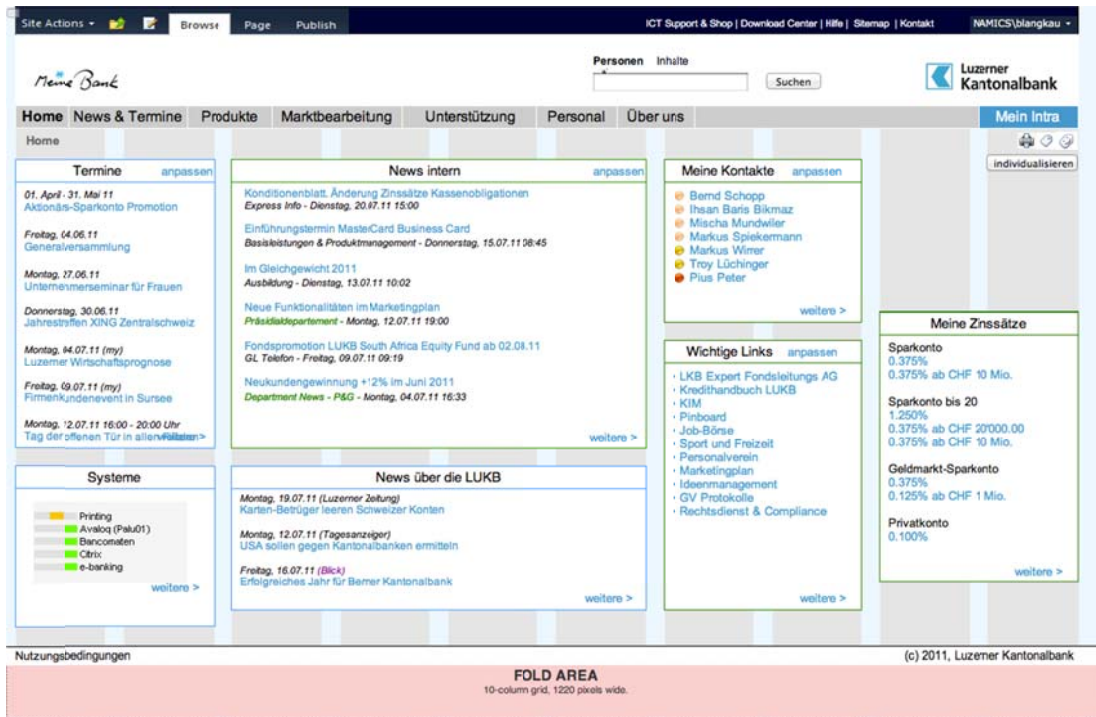 Site Actions
Browse
Page
Publish
ICT Support & Shop | Download Center | Hilfe | Sitemap | Kontakt
NAMICS\blangkau
Meine Bank
Personen Inhalte
Suchen
Luzerner
Kantonalbank
Home News & Termine Produkte Marktbearbeitung Unterstützung Personal Über uns Mein Intra
Home
individualisieren
Termine anpassen
01. April - 31. Mai 11
Aktionärs-Sparkonto Promotion
Freitag, 04.06.11
Generalversammlung
Montag, 27.06.11
Unternehmerseminar für Frauen
Donnerstag, 30.06.11
Jahrestreffen XING Zentralschweiz
Montag, 04.07.11 (my)
Luzerner Wirtschaftsprognose
Freitag, 09.07.11 (my)
Firmenkundenevent in Sursee
Montag, 12.07.11 16:00 - 20:00 Uhr
Tag der offenen Tür in allen
News intern anpassen
Konditionenblatt. Änderung Zinssätze Kassenobligationen
Express Info - Dienstag, 20.07.11 15:00
Einführungstermin MasterCard Business Card
Basisleistungen & Produktmanagement - Donnerstag, 15.07.11 08:45
Im Gleichgewicht 2011
Ausbildung - Dienstag, 13.07.11 10:02
Neue Funktionalitäten im Marketingplan
Präsidialdepartement - Montag, 12.07.11 19:00
Fondspromotion LUKB South Africa Equity Fund ab 02.08.11
GL Telefon - Freitag, 09.07.11 09:19
Neukundengewinnung +12% im Juni 2011
Department News - P&G - Montag, 04.07.11 16:33
weitere >
Meine Kontakte anpassen
Bernd Schopp
Ihsan Baris Bikmaz
Mischa Mundwiler
Markus Spiekermann
Markus Wirrer
Troy Lüchinger
Pius Peter
weitere >
Wichtige Links anpassen
· LKB Expert Fondsleitungs AG
· Kredithandbuch LUKB
· KIM
· Pinboard
· Job-Börse
· Sport und Freizeit
· Personalverein
· Marketingplan
· Ideenmanagement
· GV Protokolle
· Rechtsdienst & Compliance
weitere >
Meine Zinssätze
Sparkonto
0.375%
0.375% ab CHF 10 Mio.
Sparkonto bis 20
1.250%
0.375% ab CHF 20'000.00
0.375% ab CHF 10 Mio.
Geldmarkt-Sparkonto
0.375%
0.125% ab CHF 1 Mio.
Privatkonto
0.100%
weitere >
Systeme
Printing
Avaloq (Palu01)
Bancomaten
Citrix
e-banking
weitere >
News über die LUKB
Montag, 19.07.11 (Luzerner Zeitung)
Karten-Betrüger leeren Schweizer Konten
Montag, 12.07.11 (Tagesanzeiger)
USA sollen gegen Kantonalbanken ermitteln
Freitag, 16.07.11 (Blick)
Erfolgreiches Jahr für Berner Kantonalbank
weitere >
Nutzungsbedingungen
(c) 2011, Luzerner Kantonalbank
FOLD AREA
10-column grid, 1220 pixels wide.